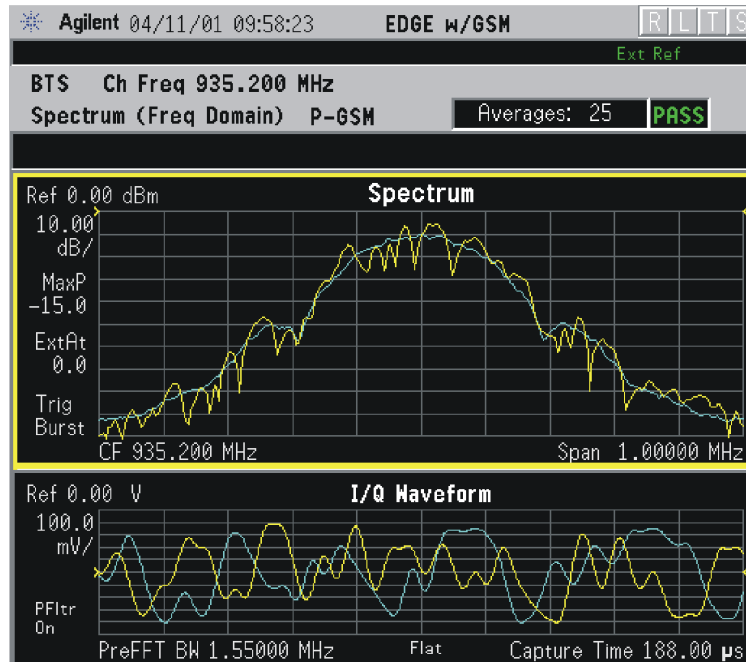 Agilent 04/11/01 09:58:23 EDGE w/GSM R L T S
Ext Ref
BTS Ch Freq 935.200 MHz
Spectrum (Freq Domain) P-GSM Averages: 25 PASS
Ref 0.00 dBm Spectrum
10.00
dB/
MaxP
-15.0
ExtAt
0.0
Trig
Burst
CF 935.200 MHz Span 1.00000 MHz
Ref 0.00 V I/Q Waveform
100.0
mV/
PFltr
On
PreFFT BW 1.55000 MHz Flat Capture Time 188.00 µs